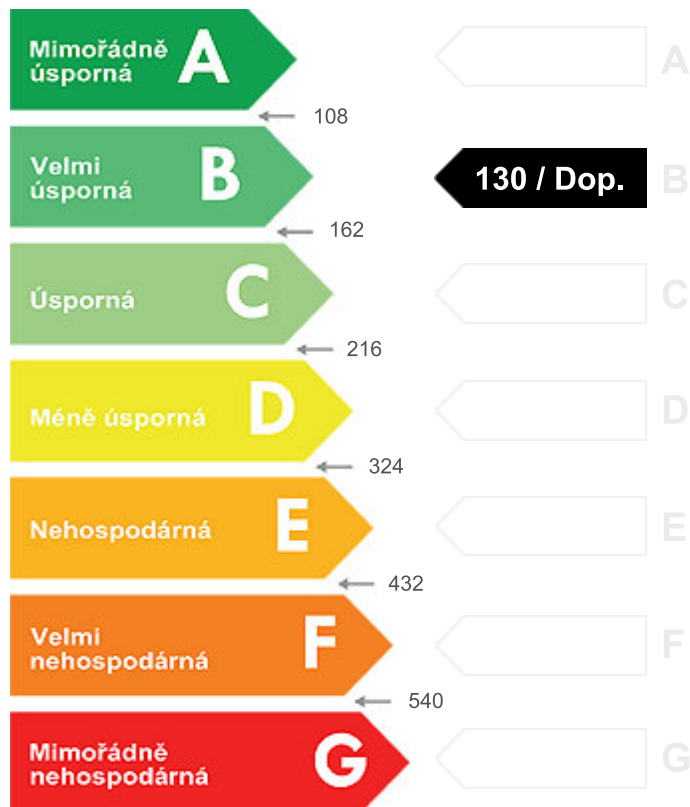 Mimořádně
úsporná
A
A
108
Velmi
úsporná
B
130 / Dop.
B
162
Úsporná
C
C
216
Méně úsporná
D
D
324
Nehospodárná
E
E
432
Velmi
nehospodárná
F
F
540
Mimořádně
nehospodárná
G
G